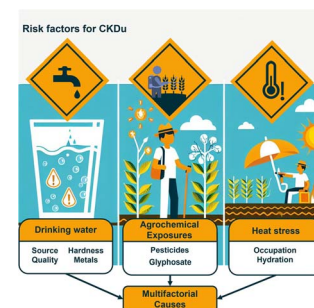 Risk factors for CKDu
Drinking water
Source Hardness
Quality Metals
Agrochemical
Exposures
Pesticides
Glyphosate
Heat stress
Occupation
Hydration
Multifactorial
Causes